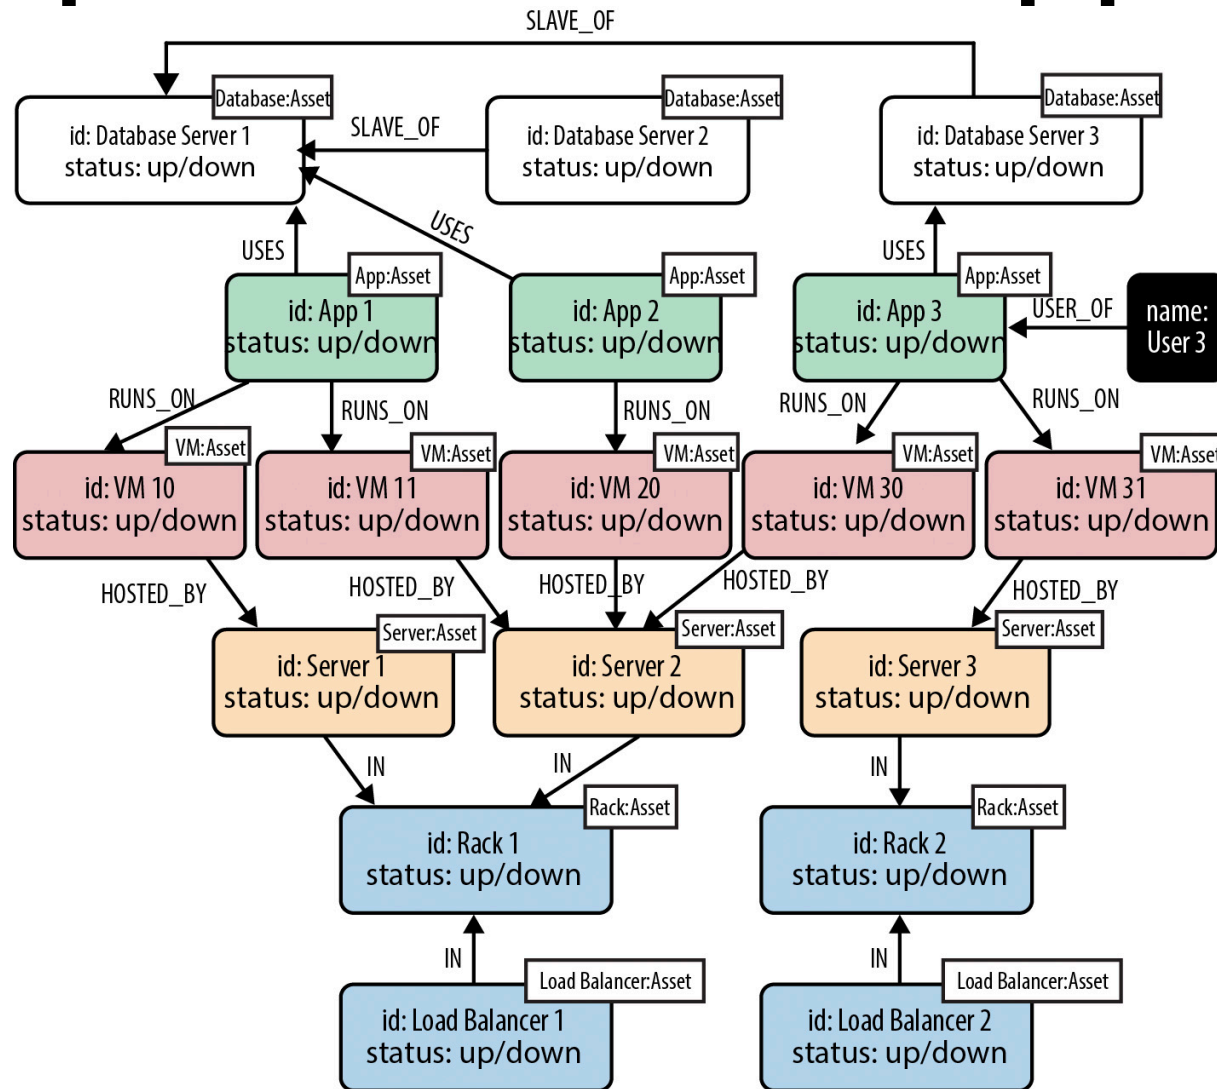 SLAVE_OF
Database:Asset
id: Database Server 1
status: up/down
SLAVE_OF
Database:Asset
id: Database Server 2
status: up/down
Database:Asset
id: Database Server 3
status: up/down
USES
USES
USES
App:Asset
id: App 1
status: up/down
App:Asset
id: App 2
status: up/down
App:Asset
id: App 3
status: up/down
USER_OF
name:
User 3
RUNS_ON
RUNS_ON
RUNS_ON
RUNS_ON
RUNS_ON
VM:Asset
id: VM 10
status: up/down
VM:Asset
id: VM 11
status: up/down
VM:Asset
id: VM 20
status: up/down
VM:Asset
id: VM 30
status: up/down
VM:Asset
id: VM 31
status: up/down
HOSTED_BY
HOSTED_BY
HOSTED_BY
HOSTED_BY
HOSTED_BY
Server:Asset
id: Server 1
status: up/down
Server:Asset
id: Server 2
status: up/down
Server:Asset
id: Server 3
status: up/down
IN
IN
IN
Rack:Asset
id: Rack 1
status: up/down
Rack:Asset
id: Rack 2
status: up/down
IN
IN
Load Balancer:Asset
id: Load Balancer 1
status: up/down
Load Balancer:Asset
id: Load Balancer 2
status: up/down